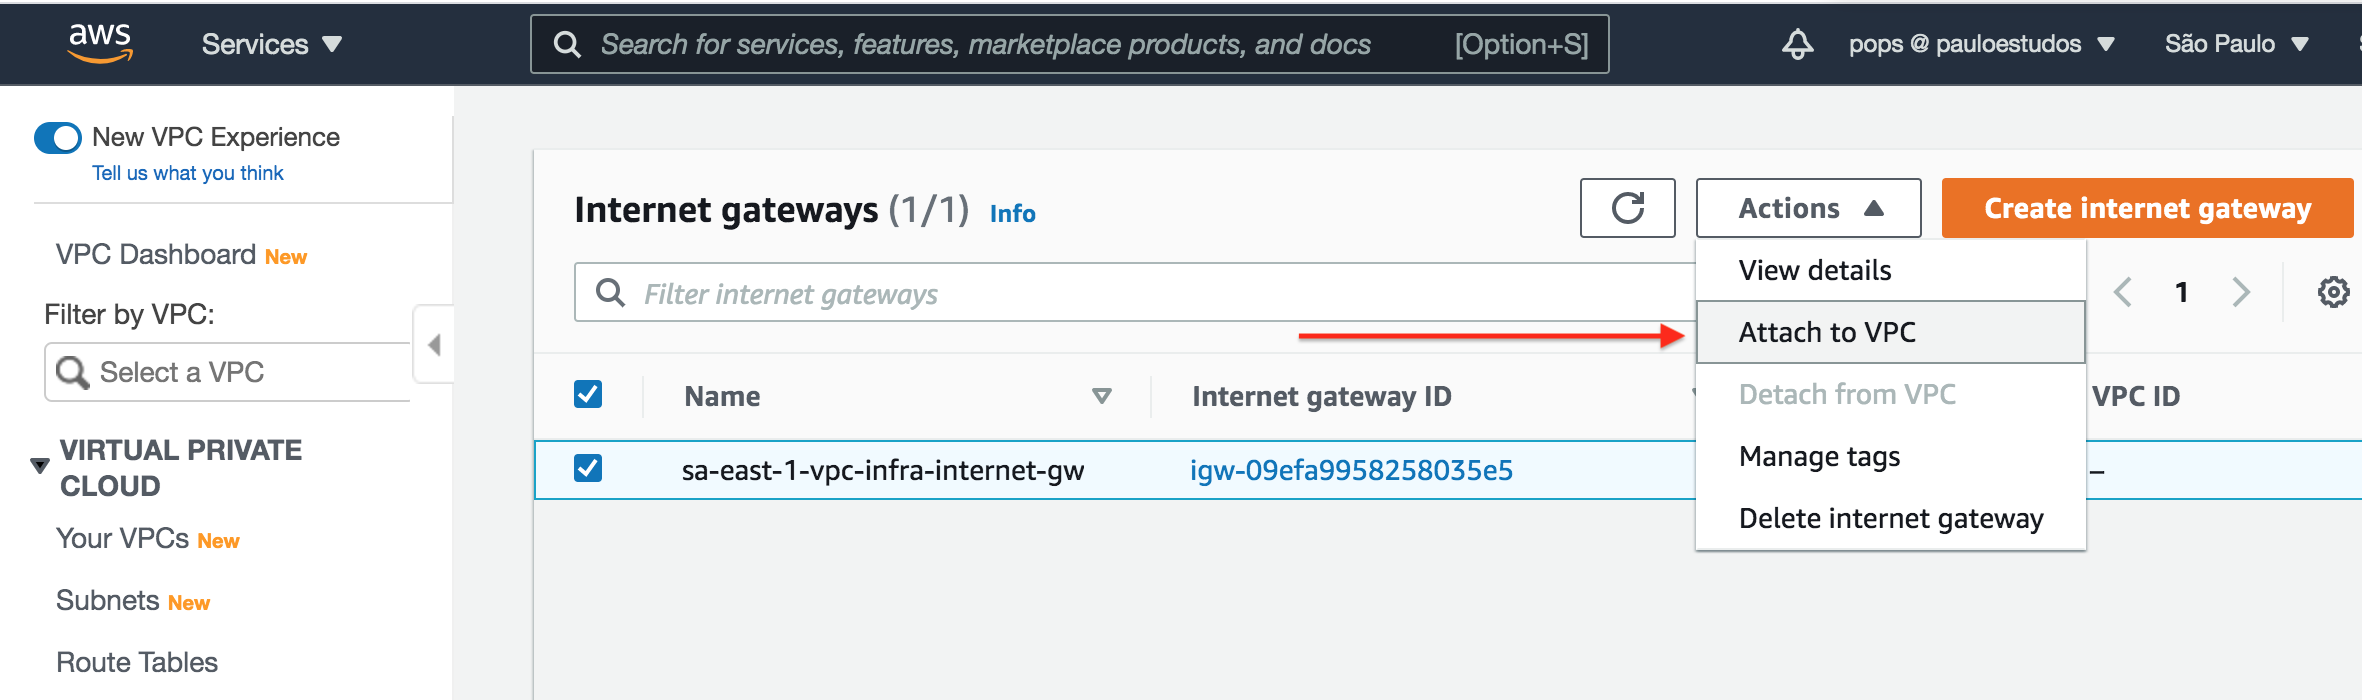 aws
Services
Search for services, features, marketplace products, and docs [Option+S]
pops @ pauloestudos
São Paulo
New VPC Experience
Tell us what you think
VPC Dashboard New
Filter by VPC:
Select a VPC
VIRTUAL PRIVATE
CLOUD
Your VPCs New
Subnets New
Route Tables
Internet gateways (1/1) Info
Actions
Create internet gateway
Filter internet gateways
1
View details
Attach to VPC
Detach from VPC
Manage tags
Delete internet gateway
Name Internet gateway ID VPC ID
sa-east-1-vpc-infra-internet-gw igw-09efa9958258035e5 –